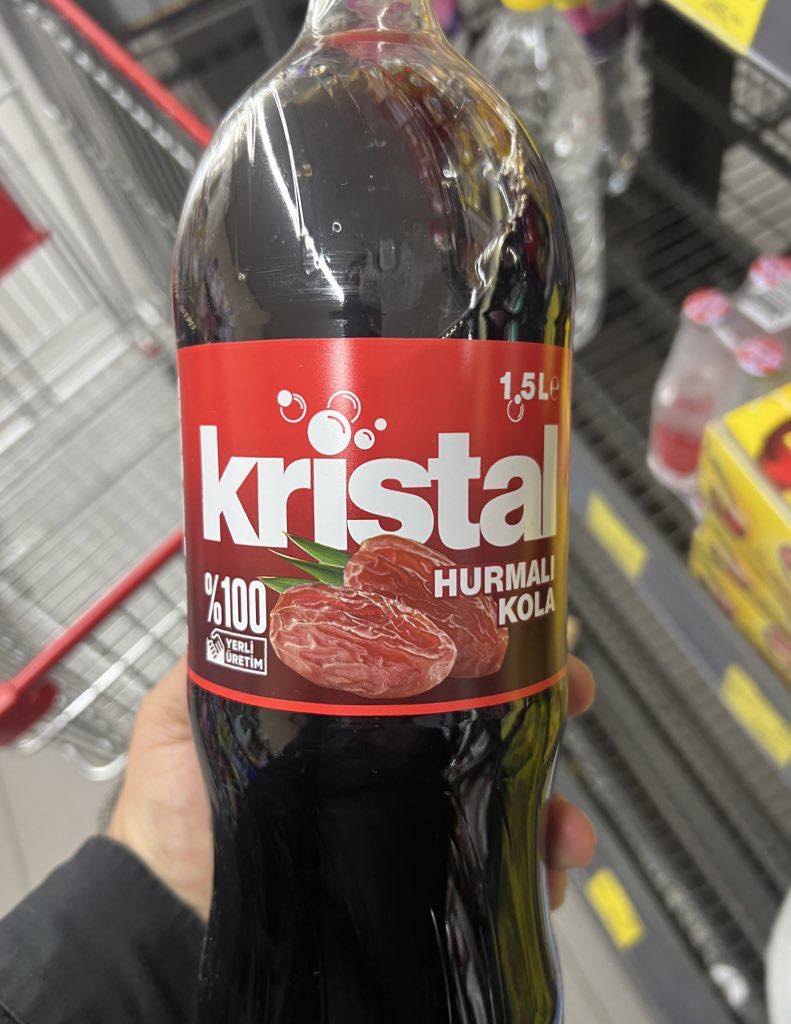 1,5L e
kristal
HURMALI
KOLA
%100
YERLİ
ÜRETİM